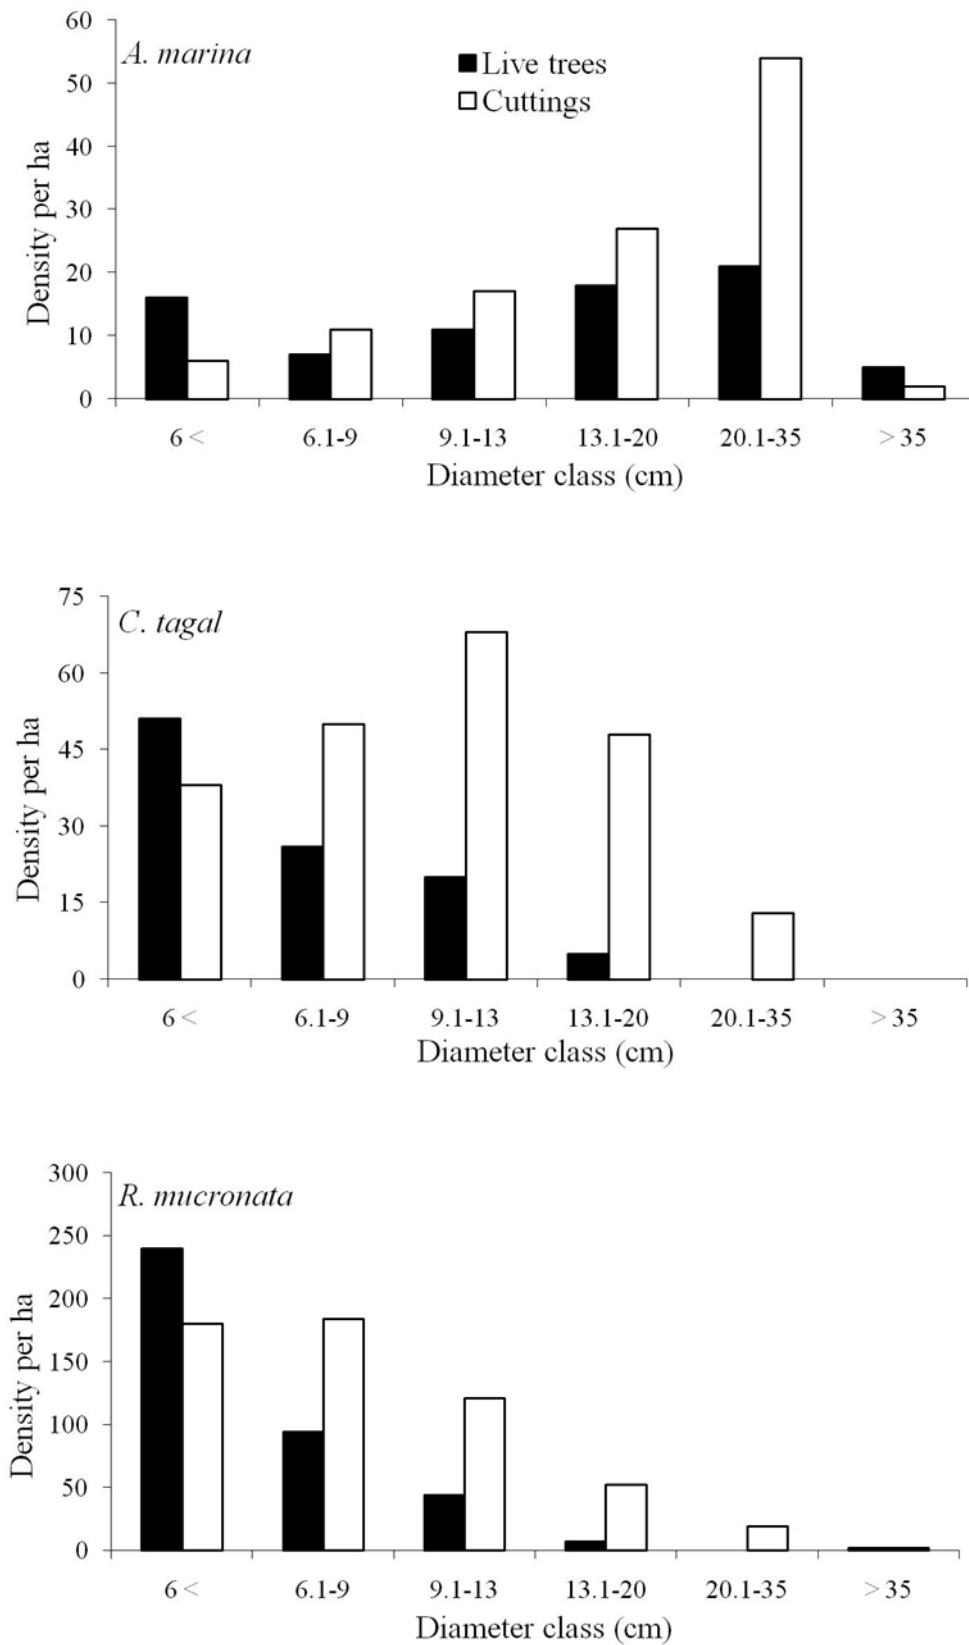 60
A. marina
Live trees
Cuttings
50
40
30
20
10
0
Density per ha
6 < 6.1-9 9.1-13 13.1-20 20.1-35 > 35
Diameter class (cm)
75
C. tagal
60
45
30
15
0
Density per ha
6 < 6.1-9 9.1-13 13.1-20 20.1-35 > 35
Diameter class (cm)
300
R. mucronata
250
200
150
100
50
0
Density per ha
6 < 6.1-9 9.1-13 13.1-20 20.1-35 > 35
Diameter class (cm)